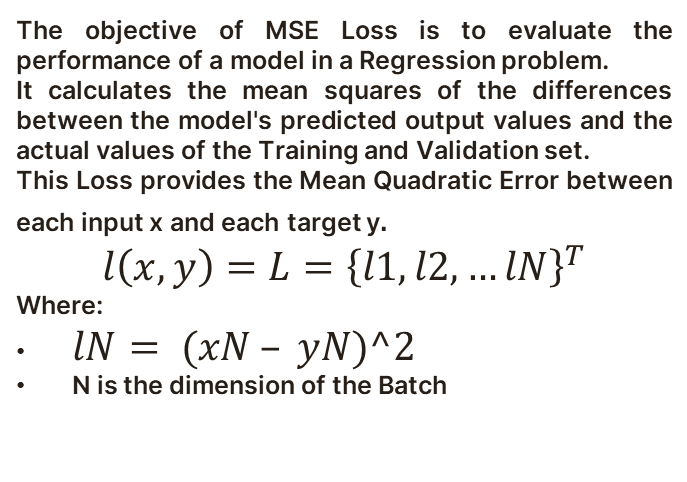 The objective of MSE Loss is to evaluate the
performance of a model in a Regression problem.
It calculates the mean squares of the differences
between the model's predicted output values and the
actual values of the Training and Validation set.
This Loss provides the Mean Quadratic Error between
each input x and each target y.
l(x, y) = L = {l1, l2, … lN}ᵀ
Where:
• lN = (xN – yN)^2
• N is the dimension of the Batch